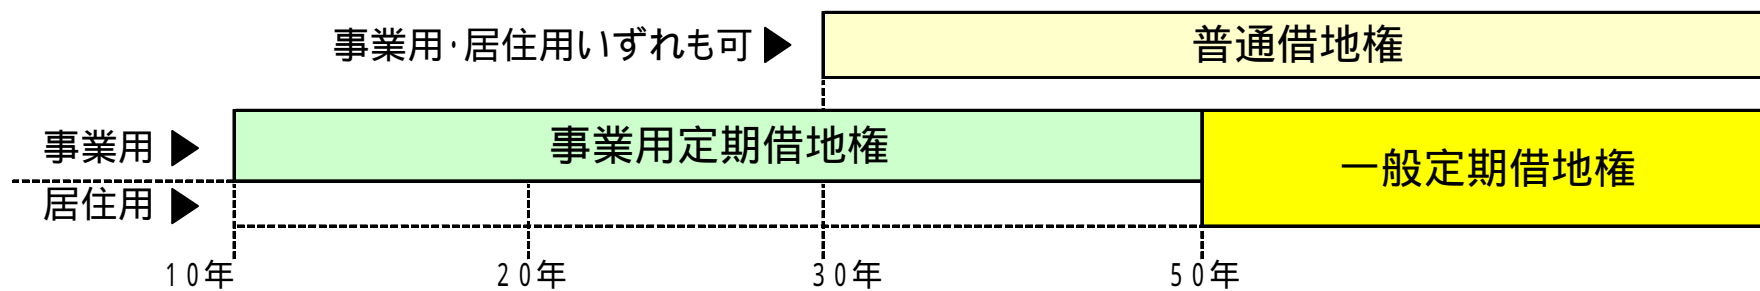 事業用･居住用いずれも可▶ 普通借地権
事業用▶ 事業用定期借地権
一般定期借地権
居住用▶
10年 20年 30年 50年